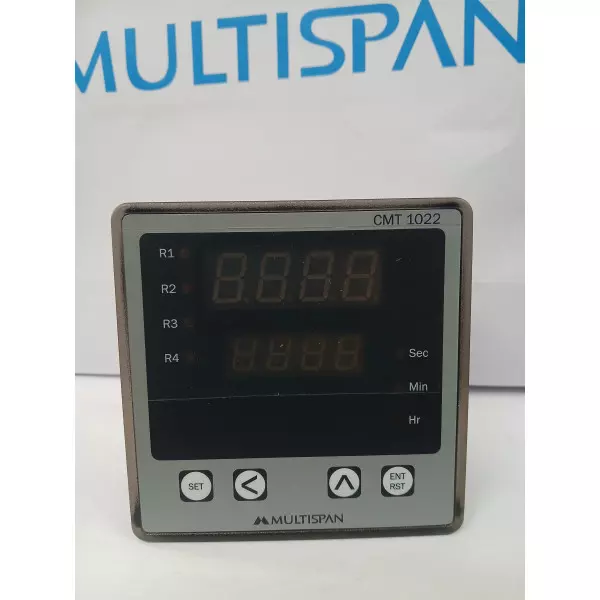 MULTISPAN
CMT 1022
R1
R2
R3
R4
Sec
Min
Hr
SET
ENT
RST
MULTISPAN